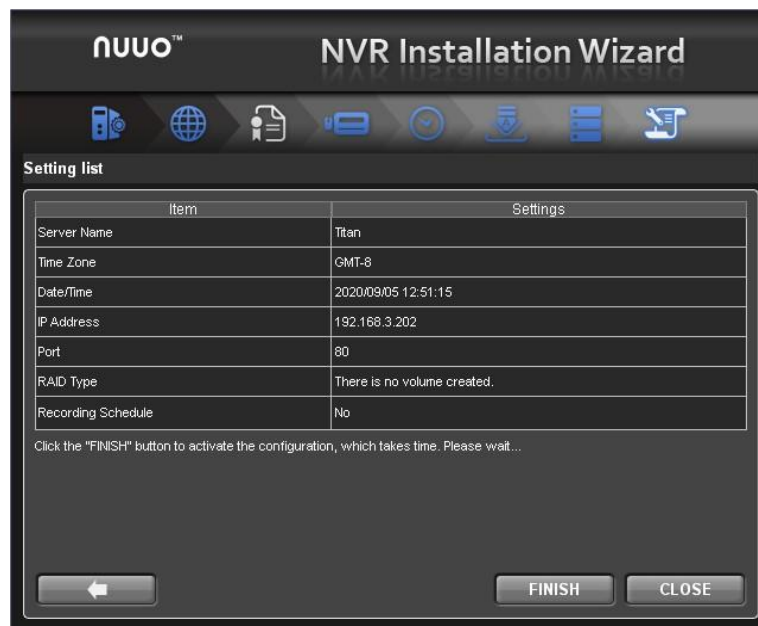 nuuo™ NVR Installation Wizard
Setting list
Item Settings
Server Name Titan
Time Zone GMT-8
Date/Time 2020/09/05 12:51:15
IP Address 192.168.3.202
Port 80
RAID Type There is no volume created.
Recording Schedule No
Click the "FINISH" button to activate the configuration, which takes time. Please wait...
FINISH CLOSE